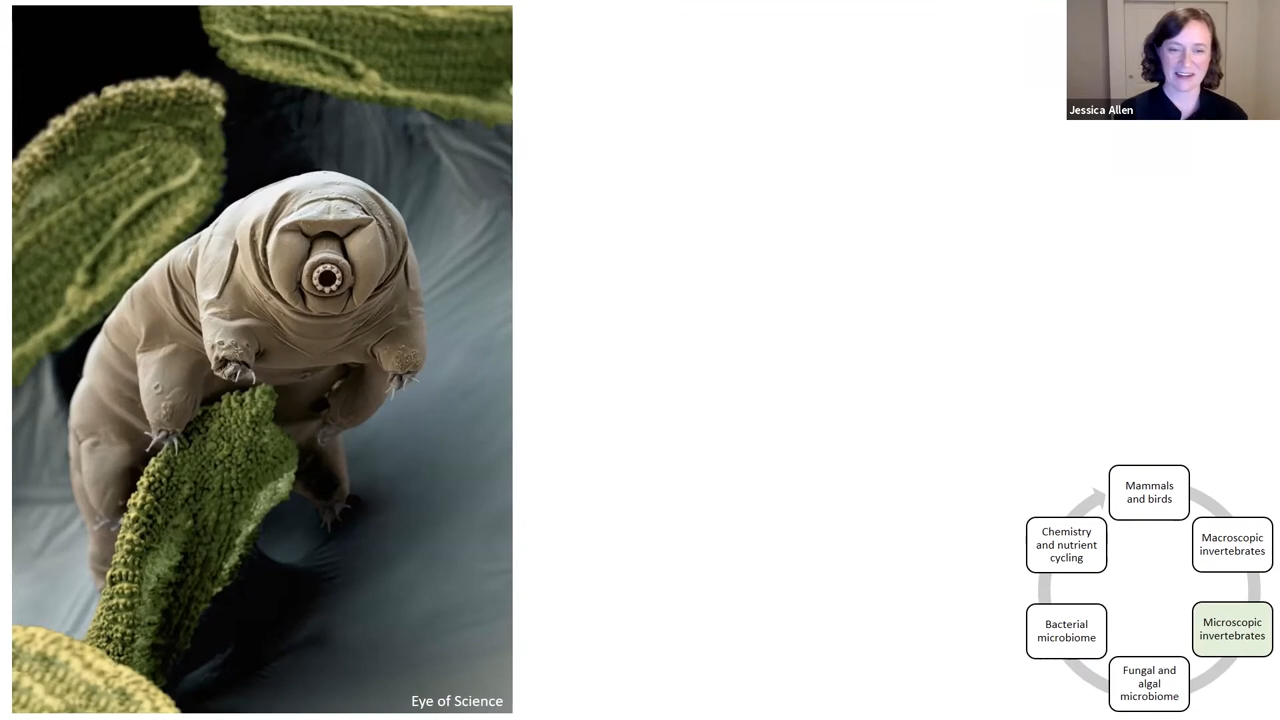 Jessica Allen
Mammals
and birds
Chemistry
and nutrient
cycling
Macroscopic
invertebrates
Bacterial
microbiome
Microscopic
invertebrates
Fungal and
algal
microbiome
Eye of Science